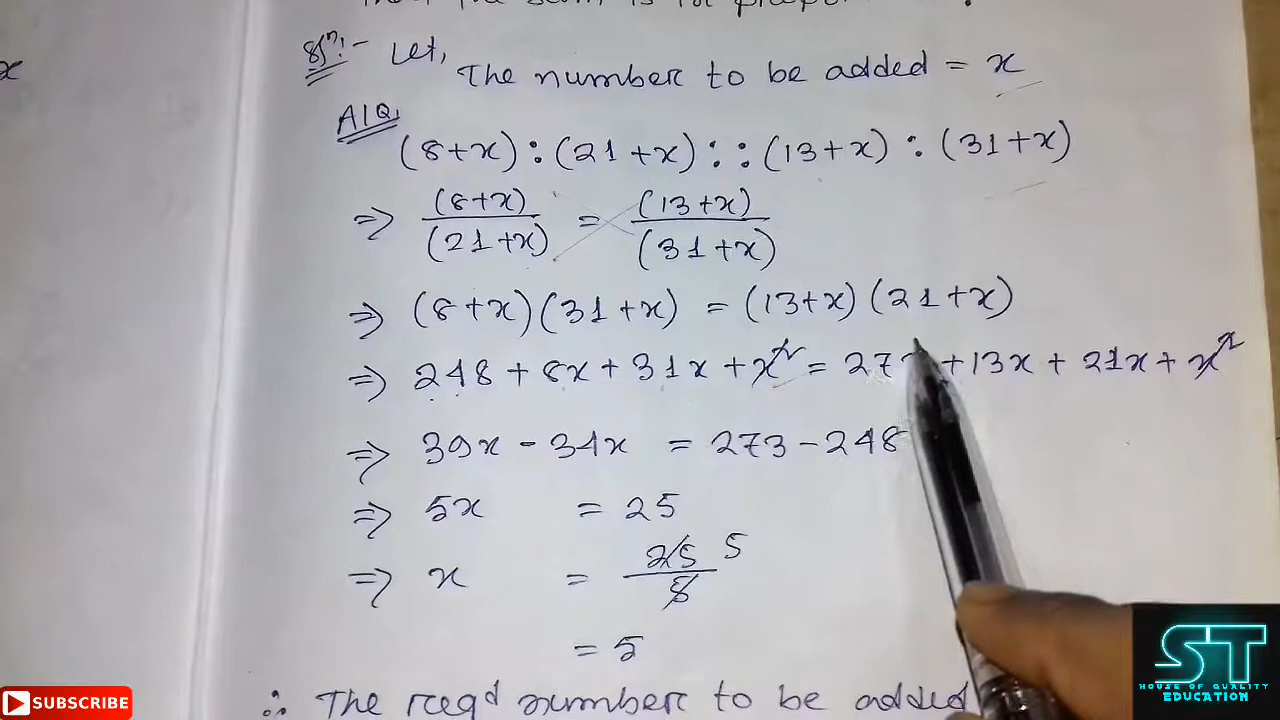 x
Solⁿ:- Let,
The number to be added = x
A/Q,
(8+x) : (21+x) : : (13+x) : (31+x)
⇒ (8+x)/(21+x) = (13+x)/(31+x)
⇒ (8+x)(31+x) = (13+x)(21+x)
⇒ 248 + 8x + 31x + x² = 27 +13x + 21x + x²
⇒ 39x - 34x = 273 - 248
⇒ 5x = 25
⇒ x = 25/5 5
= 5
∴ The reqd number to be added
SUBSCRIBE
ST
HOUSE OF QUALITY
EDUCATION